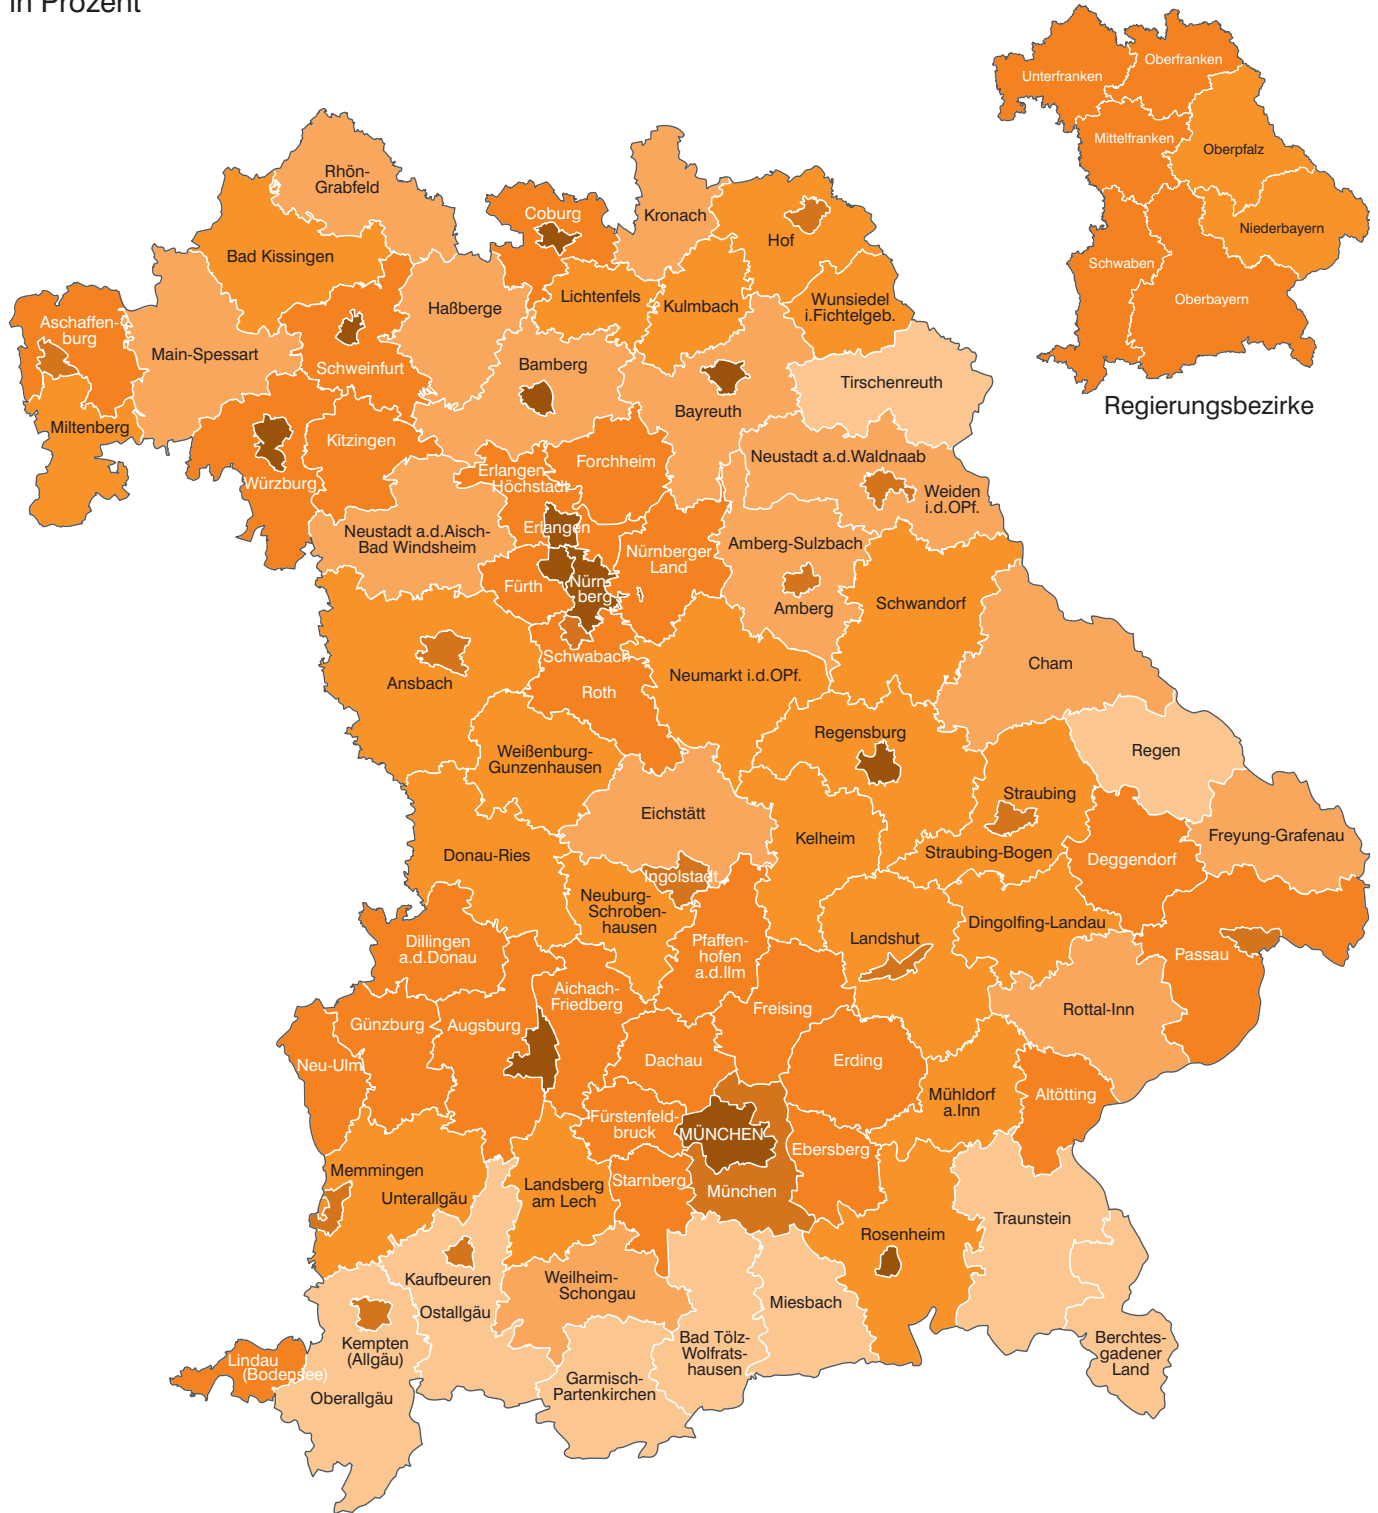 in Prozent
Unterfranken
Oberfranken
Mittelfranken
Oberpfalz
Niederbayern
Schwaben
Oberbayern
Regierungsbezirke
Rhön-
Grabfeld
Coburg
Kronach
Hof
Bad Kissingen
Lichtenfels
Kulmbach
Wunsiedel
i.Fichtelgeb.
Haßberge
Aschaffen-
burg
Main-Spessart
Schweinfurt
Bamberg
Tirschenreuth
Bayreuth
Miltenberg
Kitzingen
Würzburg
Erlangen-
Höchstadt
Forchheim
Neustadt a.d.Waldnaab
Weiden
i.d.OPf.
Neustadt a.d.Aisch-
Bad Windsheim
Erlangen
Nürnberger
Land
Amberg-Sulzbach
Fürth
Nürn-
berg
Amberg
Schwandorf
Schwabach
Roth
Ansbach
Neumarkt i.d.OPf.
Cham
Weißenburg-
Gunzenhausen
Regensburg
Regen
Straubing
Eichstätt
Kelheim
Straubing-Bogen
Deggendorf
Freyung-Grafenau
Donau-Ries
Ingolstadt
Neuburg-
Schroben-
hausen
Dingolfing-Landau
Landshut
Dillingen
a.d.Donau
Pfaffen-
hofen
a.d.Ilm
Passau
Aichach-
Friedberg
Freising
Rottal-Inn
Günzburg
Augsburg
Neu-Ulm
Dachau
Erding
Mühldorf
a.Inn
Altötting
Fürstenfeld-
bruck
MÜNCHEN
Ebersberg
Memmingen
Unterallgäu
Landsberg
am Lech
Starnberg
München
Traunstein
Rosenheim
Kaufbeuren
Weilheim-
Schongau
Ostallgäu
Miesbach
Kempten
(Allgäu)
Bad Tölz-
Wolfrats-
hausen
Berchtes-
gadener
Land
Lindau
(Bodensee)
Garmisch-
Partenkirchen
Oberallgäu